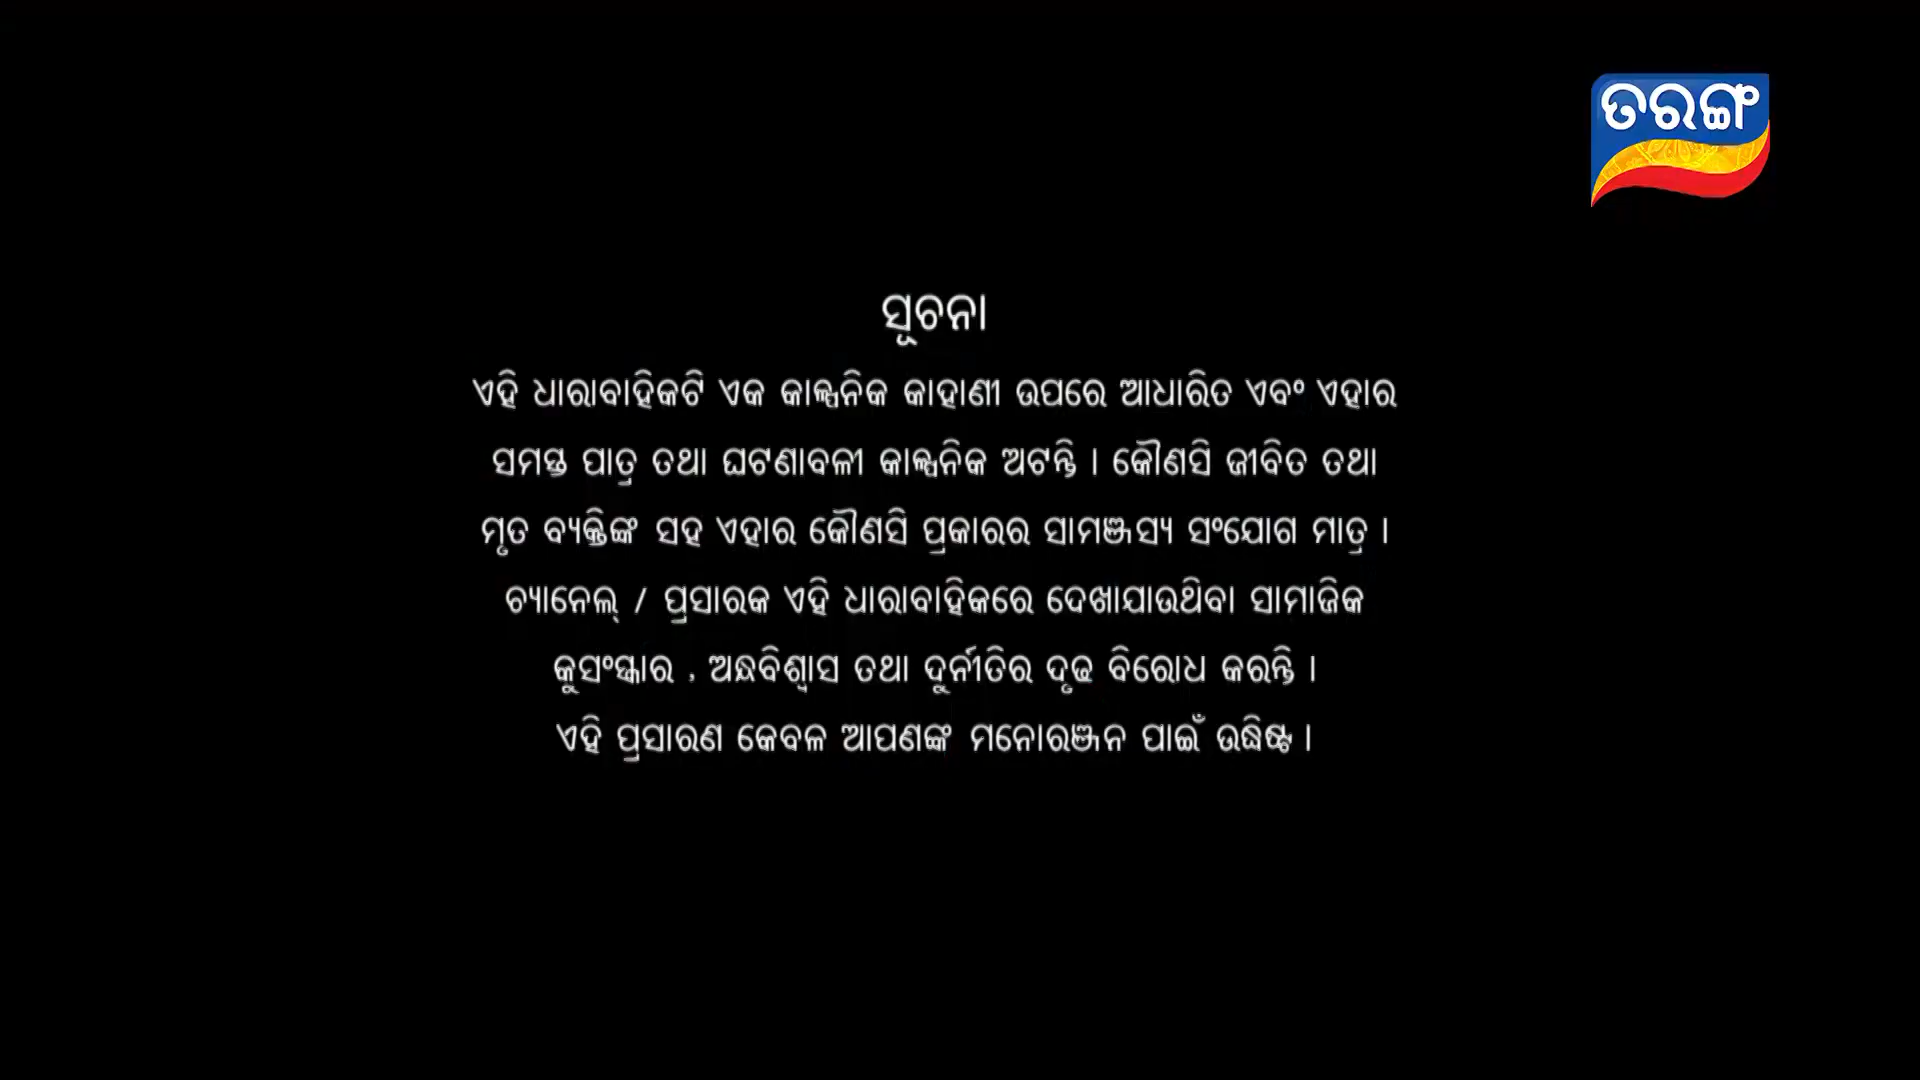 ତରଙ୍ଗ
ସୂଚନା
ଏହି ଧାରାବାହିକଟି ଏକ କାଳ୍ପନିକ କାହାଣୀ ଉପରେ ଆଧାରିତ ଏବଂ ଏହାର
ସମସ୍ତ ପାତ୍ର ତଥା ଘଟଣାବଳୀ କାଳ୍ପନିକ ଅଟନ୍ତି । କୌଣସି ଜୀବିତ ତଥା
ମୃତ ବ୍ୟକ୍ତିଙ୍କ ସହ ଏହାର କୌଣସି ପ୍ରକାରର ସାମଞ୍ଜସ୍ୟ ସଂଯୋଗ ମାତ୍ର ।
ଚ୍ୟାନେଲ୍ / ପ୍ରସାରକ ଏହି ଧାରାବାହିକରେ ଦେଖାଯାଉଥିବା ସାମାଜିକ
କୁସଂସ୍କାର , ଅନ୍ଧବିଶ୍ୱାସ ତଥା ଦୁର୍ନୀତିର ଦୃଢ ବିରୋଧ କରନ୍ତି ।
ଏହି ପ୍ରସାରଣ କେବଳ ଆପଣଙ୍କ ମନୋରଞ୍ଜନ ପାଇଁ ଉଦ୍ଧିଷ୍ଟ ।